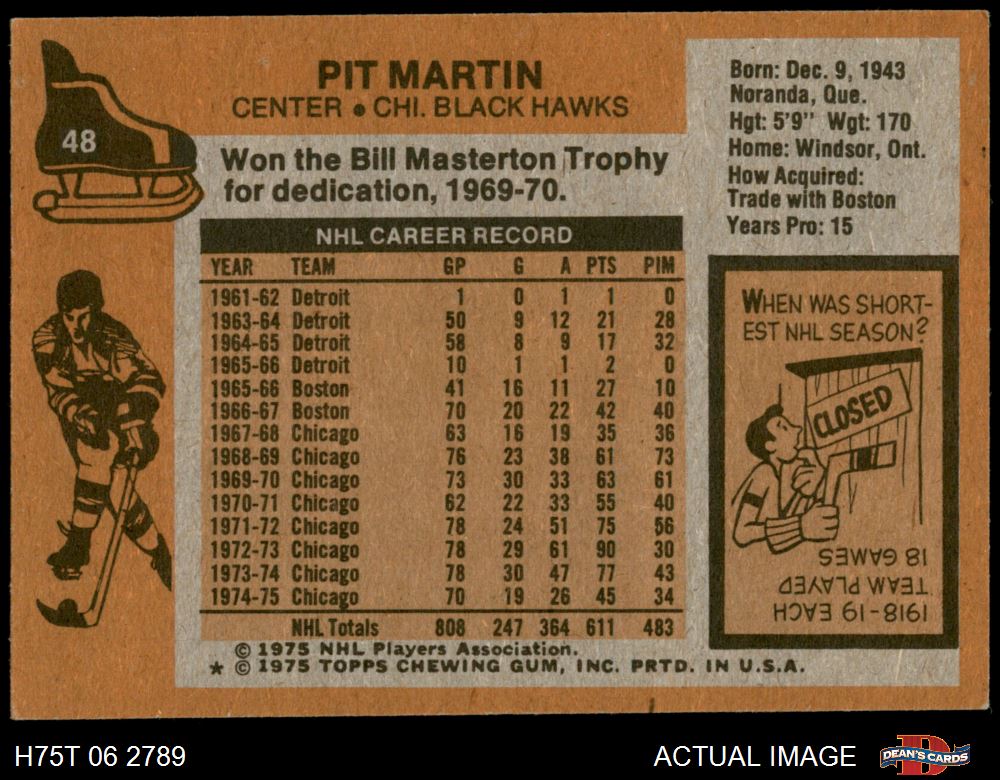 48
PIT MARTIN
CENTER • CHI. BLACK HAWKS
Won the Bill Masterton Trophy
for dedication, 1969-70.
NHL CAREER RECORD
YEAR TEAM GP G A PTS PIM
1961-62 Detroit 1 0 1 1 0
1963-64 Detroit 50 9 12 21 28
1964-65 Detroit 58 8 9 17 32
1965-66 Detroit 10 1 1 2 0
1965-66 Boston 41 16 11 27 10
1966-67 Boston 70 20 22 42 40
1967-68 Chicago 63 16 19 35 36
1968-69 Chicago 76 23 38 61 73
1969-70 Chicago 73 30 33 63 61
1970-71 Chicago 62 22 33 55 40
1971-72 Chicago 78 24 51 75 56
1972-73 Chicago 78 29 61 90 30
1973-74 Chicago 78 30 47 77 43
1974-75 Chicago 70 19 26 45 34
NHL Totals 808 247 364 611 483
© 1975 NHL Players Association.
★ © 1975 TOPPS CHEWING GUM, INC. PRTD. IN U.S.A.
Born: Dec. 9, 1943
Noranda, Que.
Hgt: 5'9" Wgt: 170
Home: Windsor, Ont.
How Acquired:
Trade with Boston
Years Pro: 15
WHEN WAS SHORT-
EST NHL SEASON?
CLOSED
1918-19 EACH
TEAM PLAYED
18 GAMES
H75T 06 2789
ACTUAL IMAGE
DEAN'S CARDS